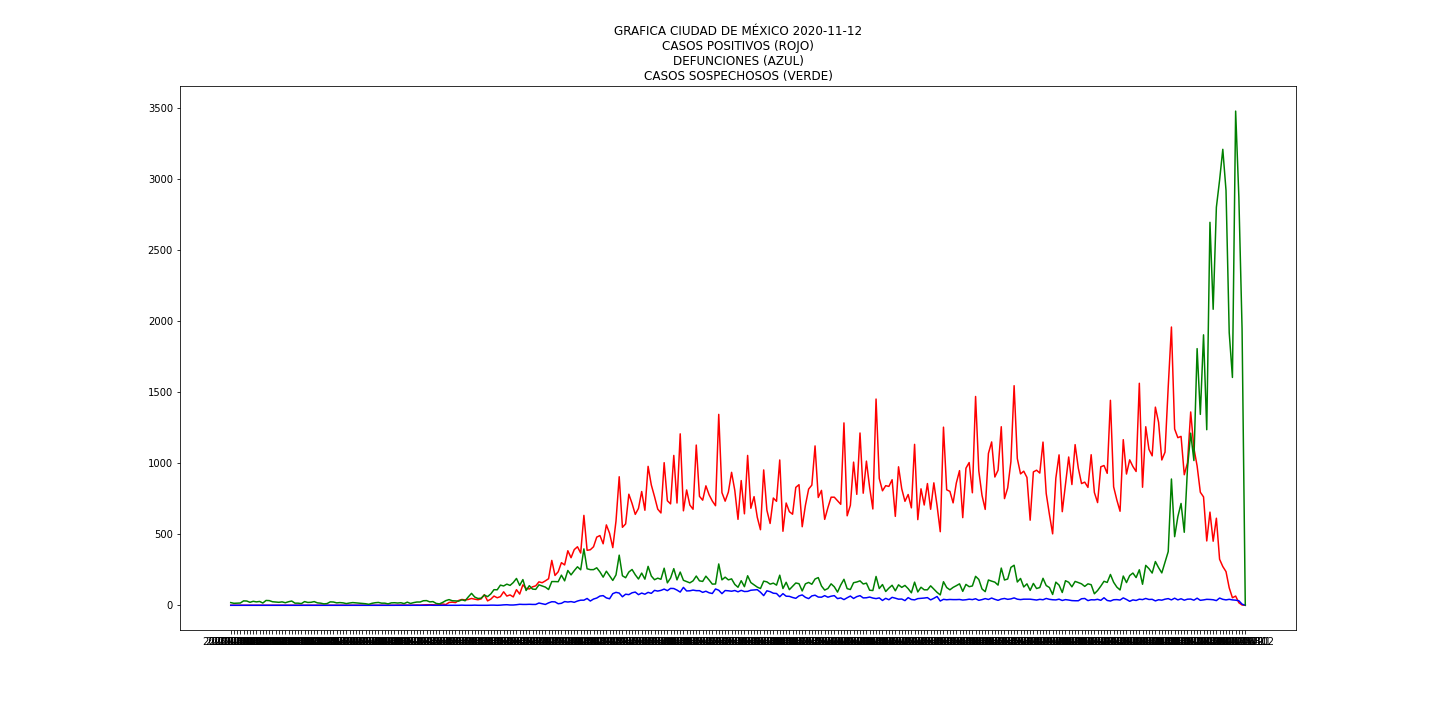 GRAFICA CIUDAD DE MÉXICO 2020-11-12
CASOS POSITIVOS (ROJO)
DEFUNCIONES (AZUL)
CASOS SOSPECHOSOS (VERDE)
3500
3000
2500
2000
1500
1000
500
0